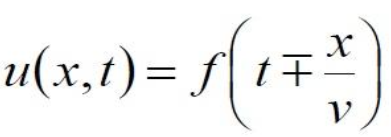 u(x,t) = f(t ∓ x/v)